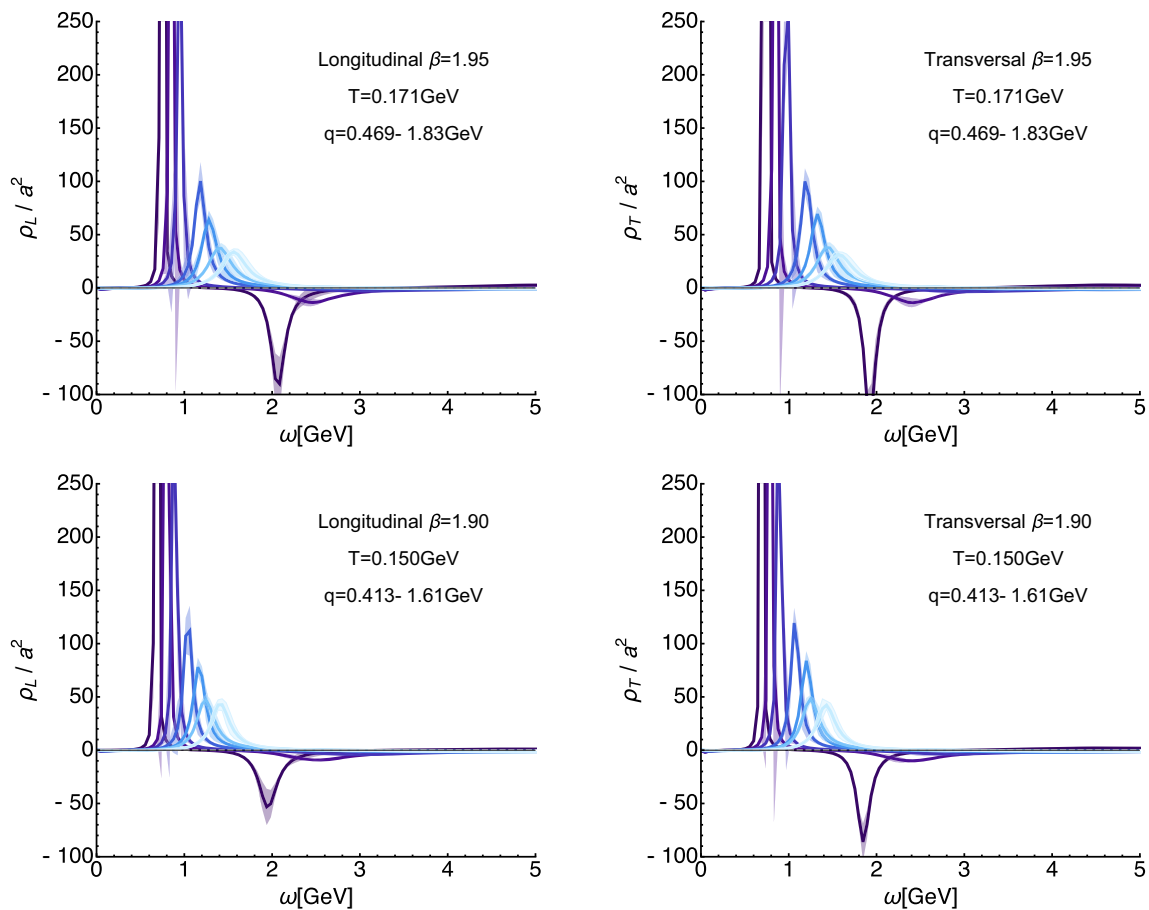 250
200
150
100
50
0
- 50
- 100
0 1 2 3 4 5
ρL / a²
ω[GeV]
Longitudinal β=1.95
T=0.171GeV
q=0.469- 1.83GeV
250
200
150
100
50
0
- 50
- 100
0 1 2 3 4 5
ρT / a²
ω[GeV]
Transversal β=1.95
T=0.171GeV
q=0.469- 1.83GeV
250
200
150
100
50
0
- 50
- 100
0 1 2 3 4 5
ρL / a²
ω[GeV]
Longitudinal β=1.90
T=0.150GeV
q=0.413- 1.61GeV
250
200
150
100
50
0
- 50
- 100
0 1 2 3 4 5
ρT / a²
ω[GeV]
Transversal β=1.90
T=0.150GeV
q=0.413- 1.61GeV